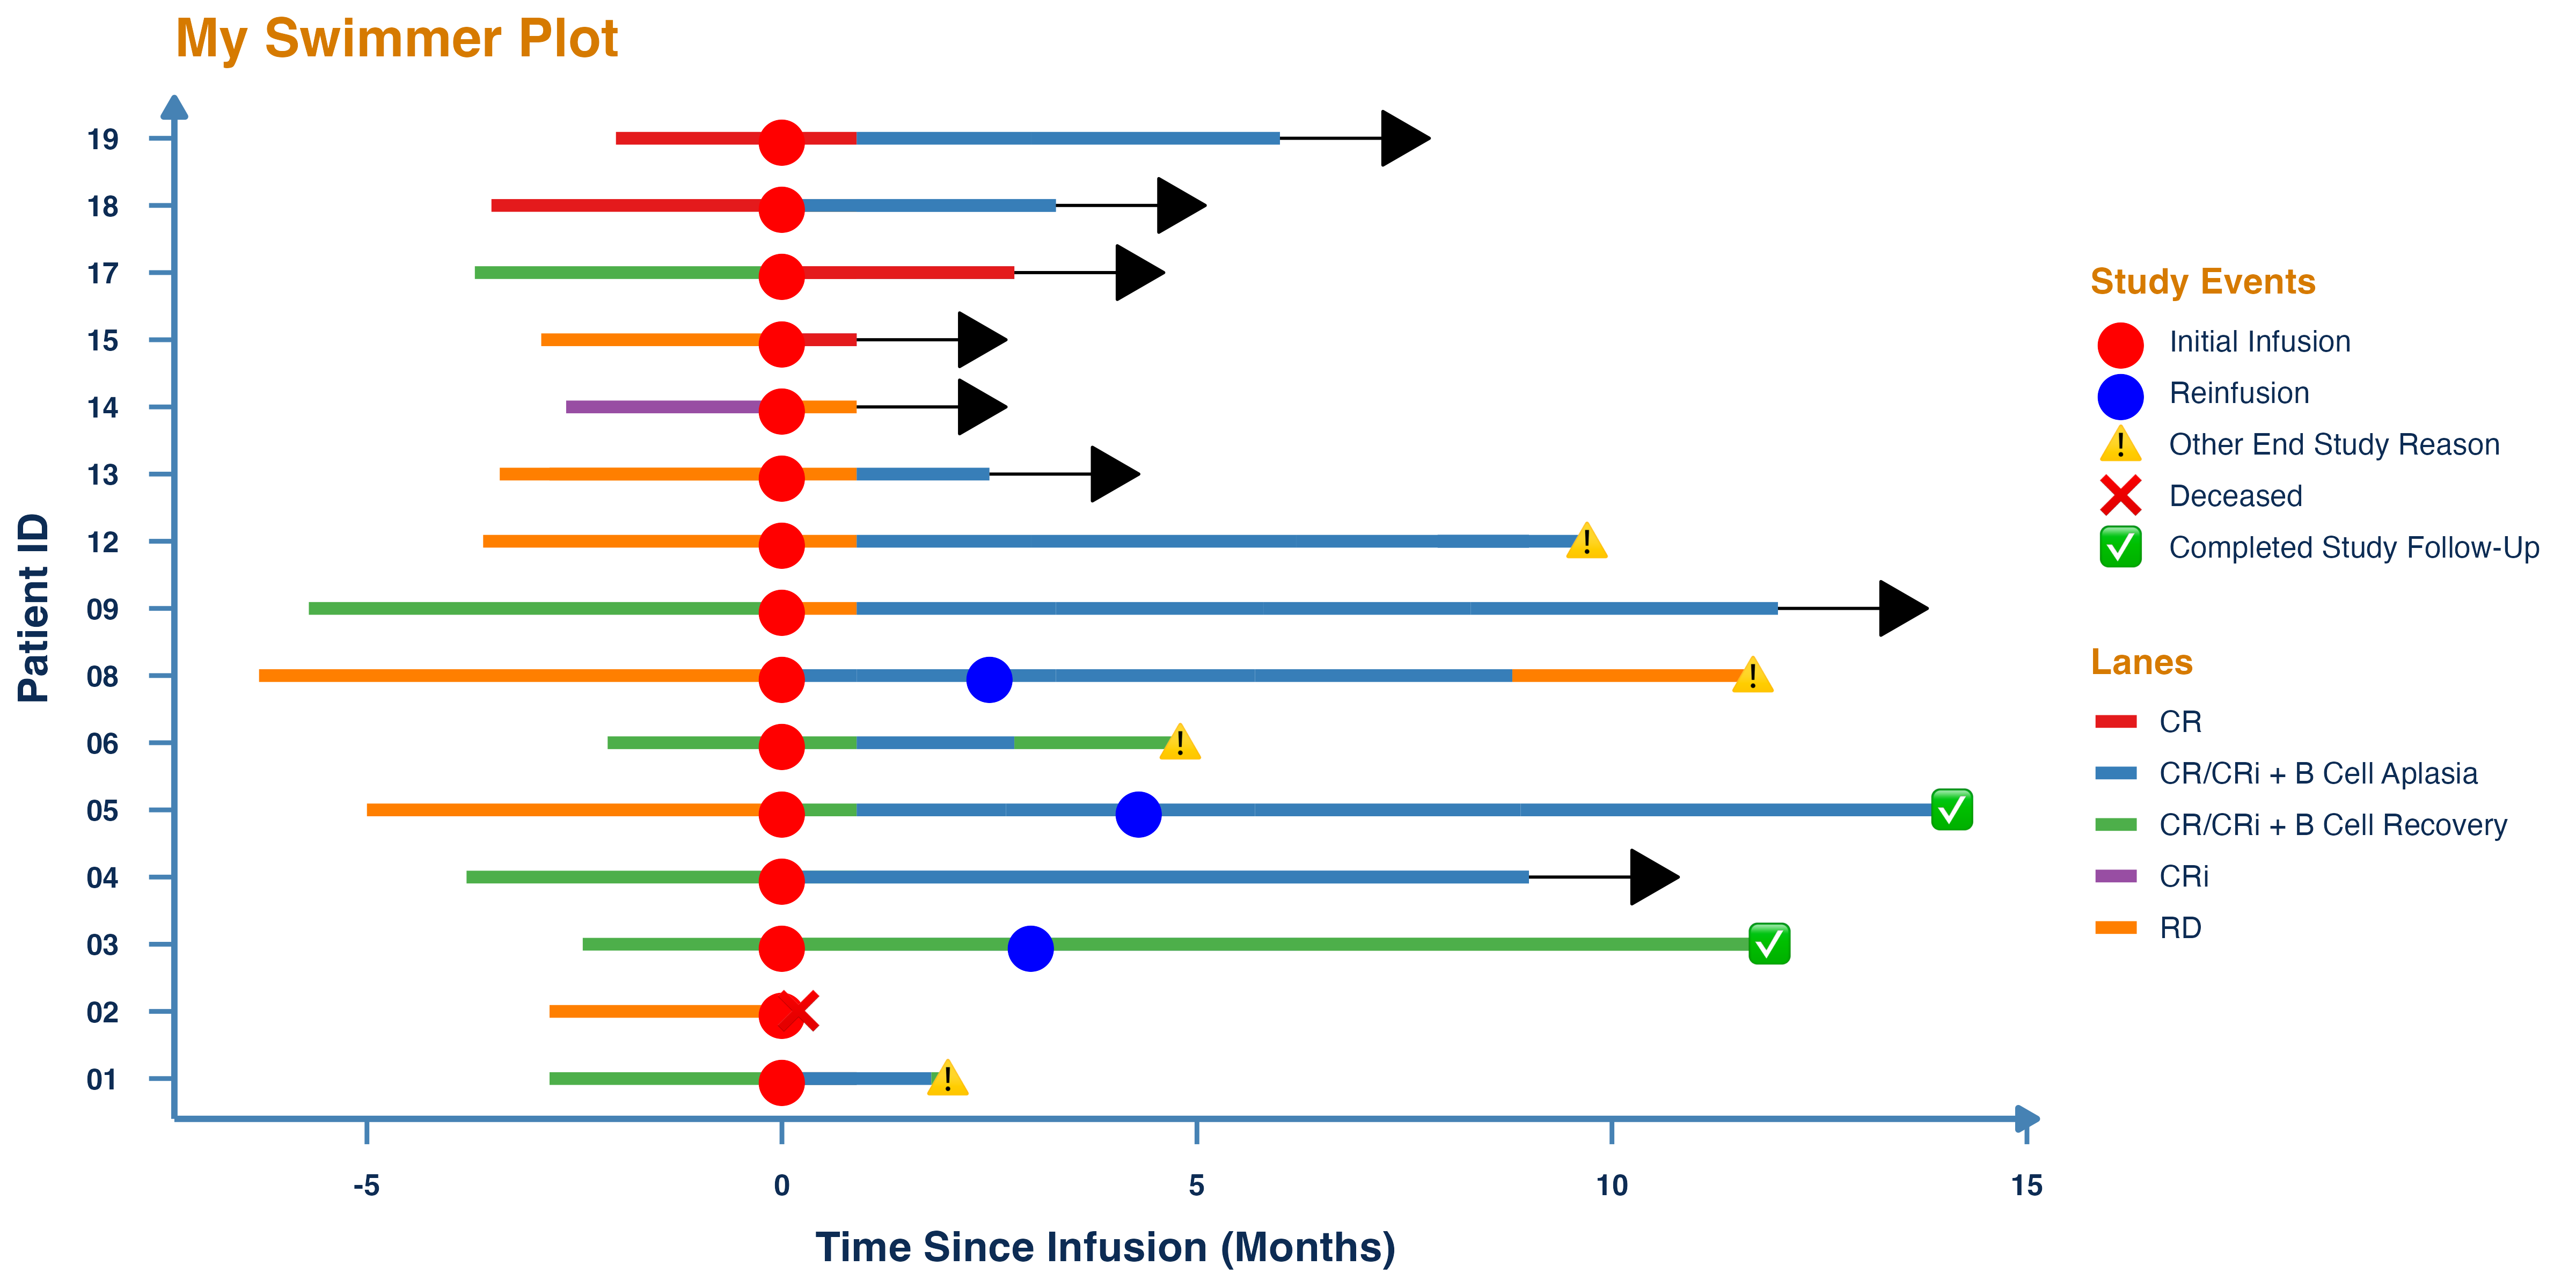 My Swimmer Plot
19
18
17
15
14
13
12
09
08
06
05
04
03
02
01
Patient ID
-5
0
5
10
15
Time Since Infusion (Months)
Study Events
Initial Infusion
Reinfusion
Other End Study Reason
Deceased
Completed Study Follow-Up
Lanes
CR
CR/CRi + B Cell Aplasia
CR/CRi + B Cell Recovery
CRi
RD